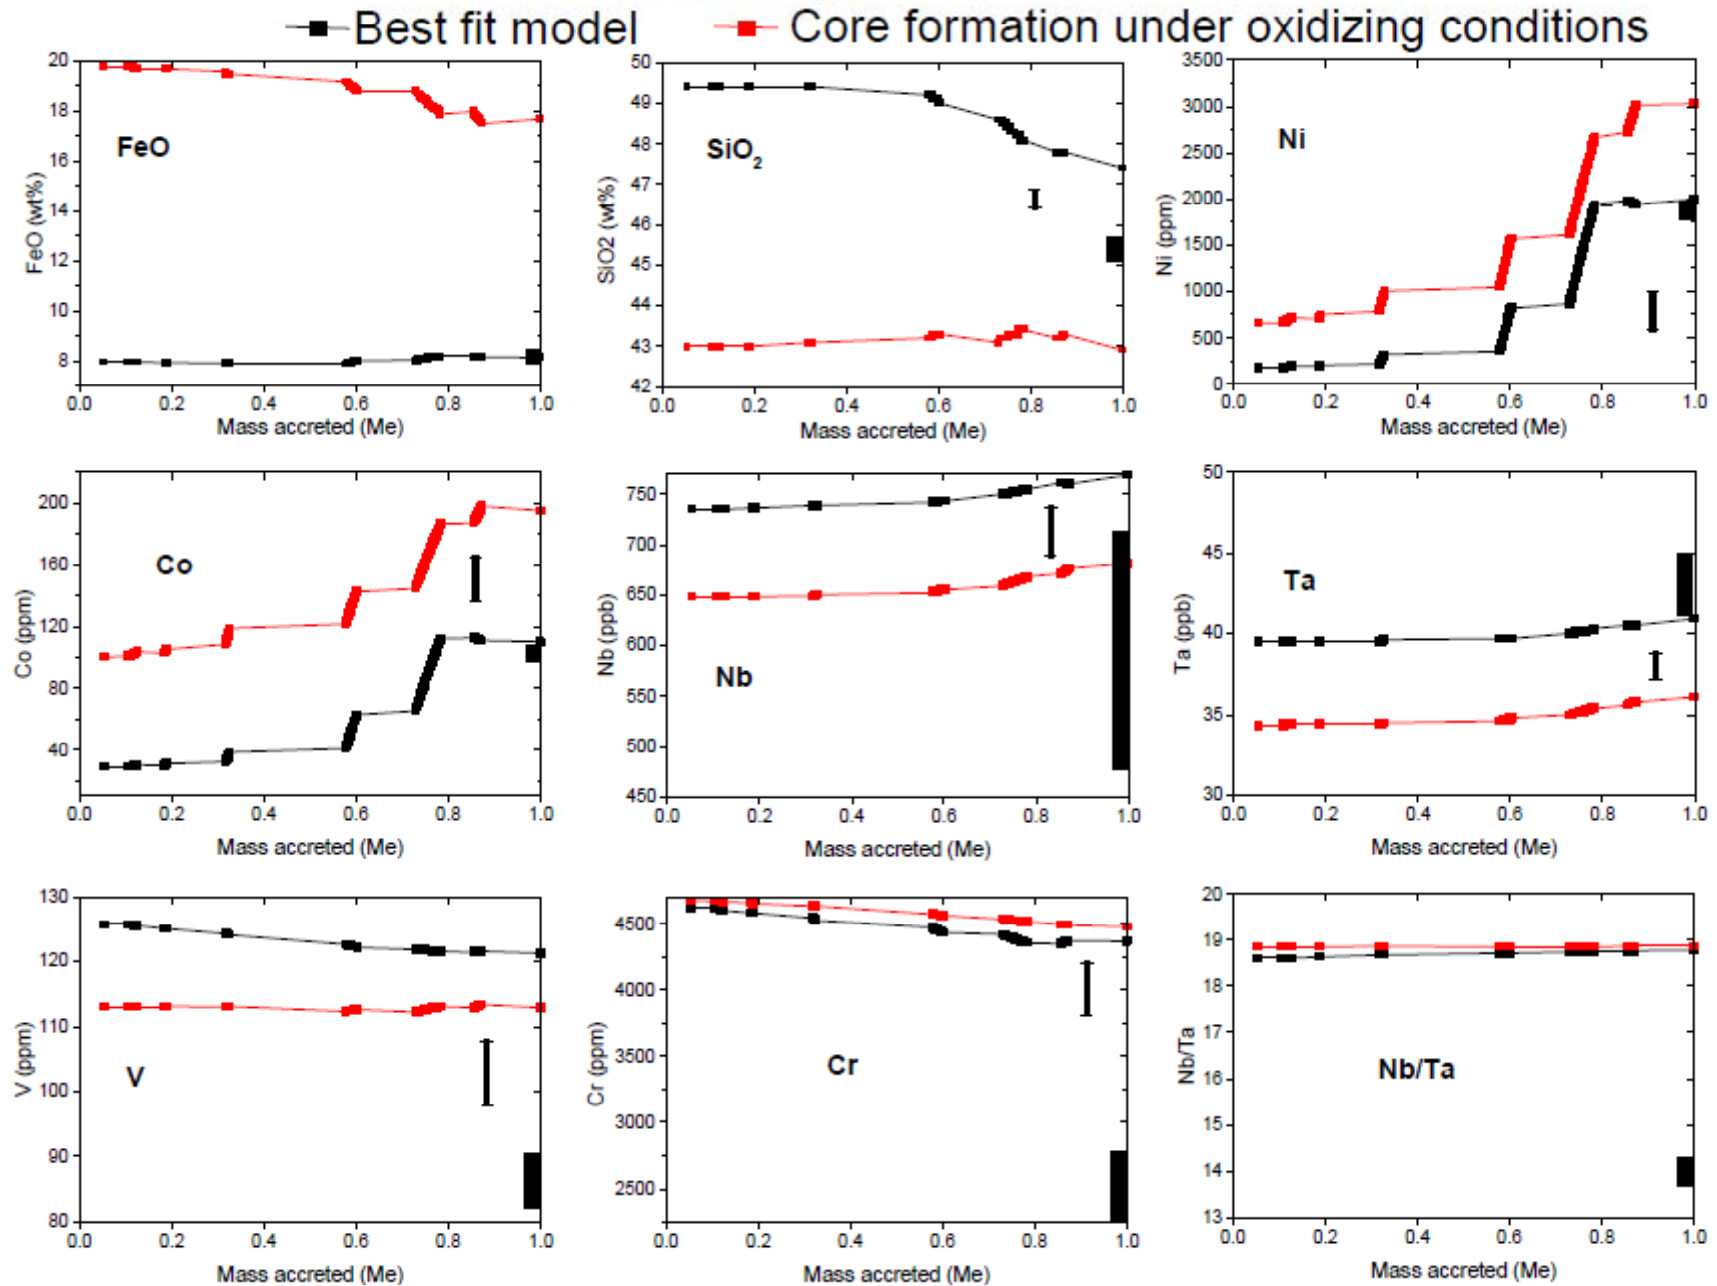 Best fit model
Core formation under oxidizing conditions
20
18
16
14
12
10
8
FeO (wt%)
FeO
0.0 0.2 0.4 0.6 0.8 1.0
Mass accreted (Me)
50
49
48
47
46
45
44
43
42
SiO2 (wt%)
SiO₂
0.0 0.2 0.4 0.6 0.8 1.0
Mass accreted (Me)
3500
3000
2500
2000
1500
1000
500
0
Ni (ppm)
Ni
0.0 0.2 0.4 0.6 0.8 1.0
Mass accreted (Me)
200
160
120
80
40
Co (ppm)
Co
0.0 0.2 0.4 0.6 0.8 1.0
Mass accreted (Me)
750
700
650
600
550
500
450
Nb (ppb)
Nb
0.0 0.2 0.4 0.6 0.8 1.0
Mass accreted (Me)
50
45
40
35
30
Ta (ppb)
Ta
0.0 0.2 0.4 0.6 0.8 1.0
Mass accreted (Me)
130
120
110
100
90
80
V (ppm)
V
0.0 0.2 0.4 0.6 0.8 1.0
Mass accreted (Me)
4500
4000
3500
3000
2500
Cr (ppm)
Cr
0.0 0.2 0.4 0.6 0.8 1.0
Mass accreted (Me)
20
19
18
17
16
15
14
13
Nb/Ta
Nb/Ta
0.0 0.2 0.4 0.6 0.8 1.0
Mass accreted (Me)